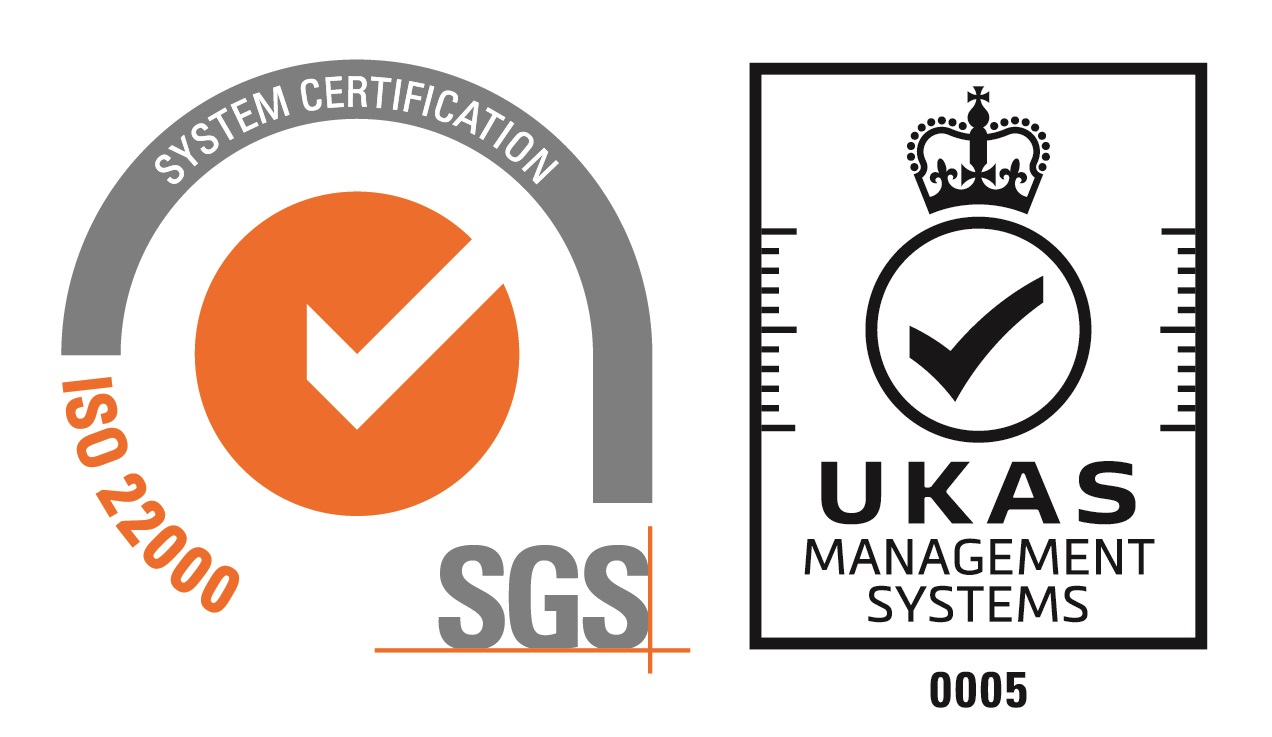 SYSTEM CERTIFICATION
ISO 22000
SGS
UKAS
MANAGEMENT
SYSTEMS
0005